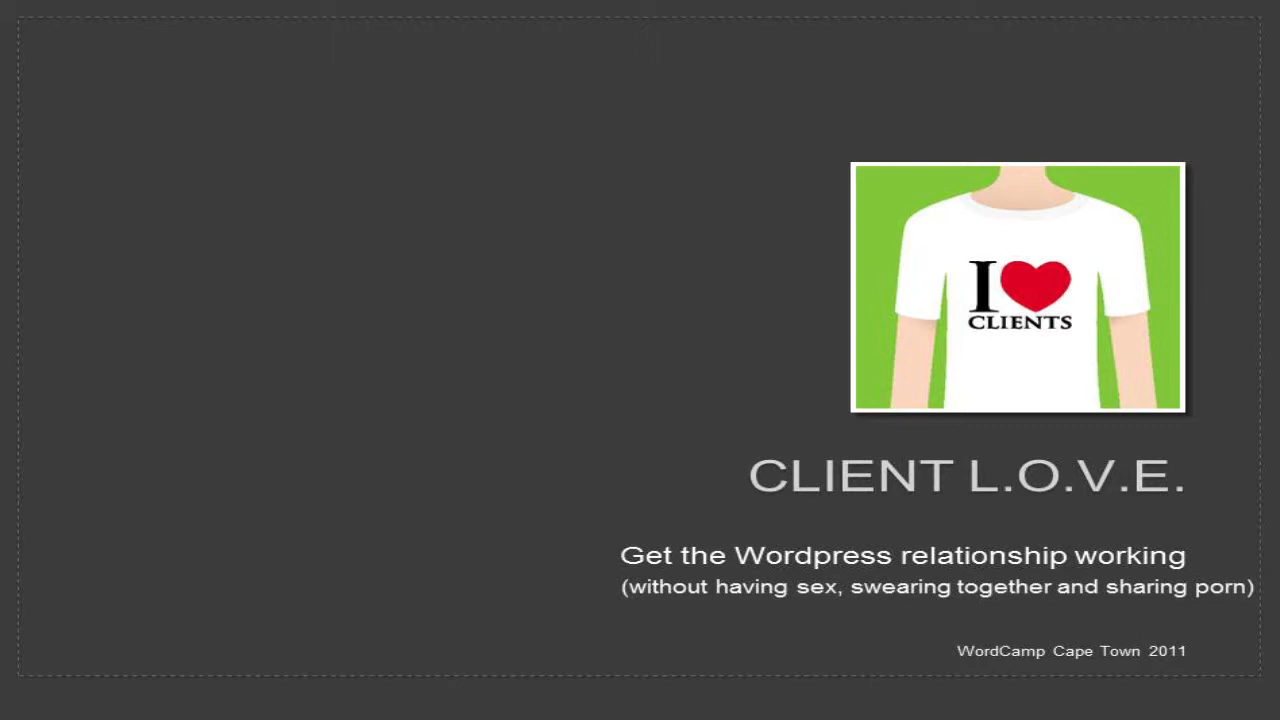 I
CLIENTS
CLIENT L.O.V.E.
Get the Wordpress relationship working
(without having sex, swearing together and sharing porn)
WordCamp Cape Town 2011